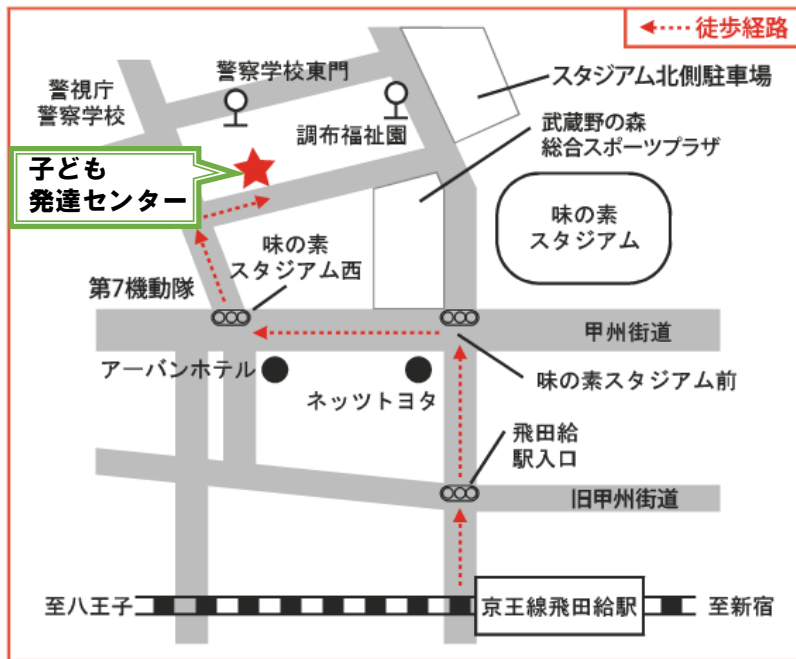 徒歩経路
警察学校東門
スタジアム北側駐車場
警視庁
警察学校
調布福祉園
武蔵野の森
総合スポーツプラザ
子ども
発達センター
味の素
スタジアム
味の素
スタジアム西
第7機動隊
甲州街道
アーバンホテル
味の素スタジアム前
ネッツトヨタ
飛田給
駅入口
旧甲州街道
至八王子
京王線飛田給駅
至新宿